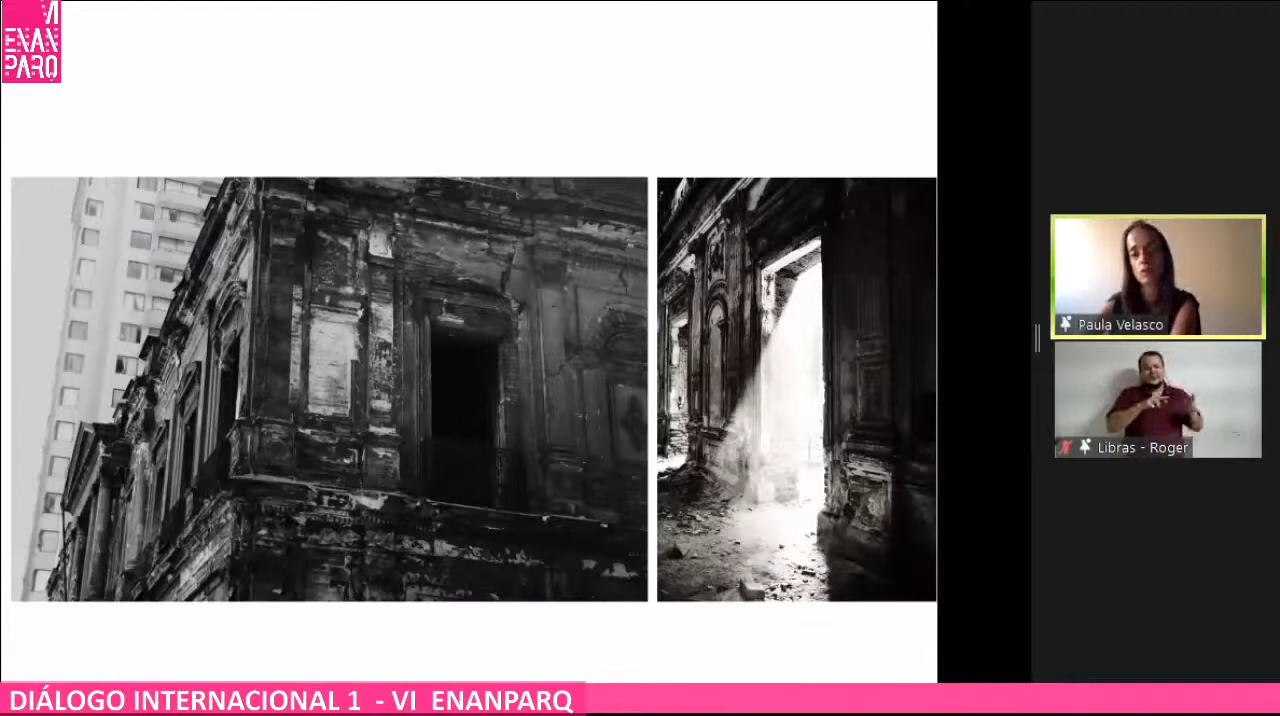 VI
ENAN
PARQ
Paula Velasco
Libras - Roger
DIÁLOGO INTERNACIONAL 1 - VI ENANPARQ